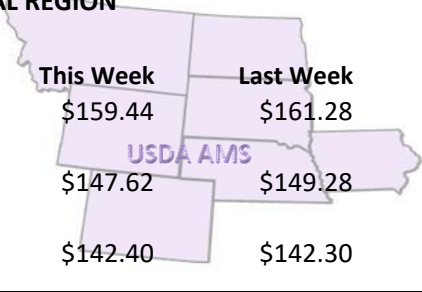 REGION
This Week Last Week
$159.44 $161.28
USDA AMS
$147.62 $149.28
$142.40 $142.30